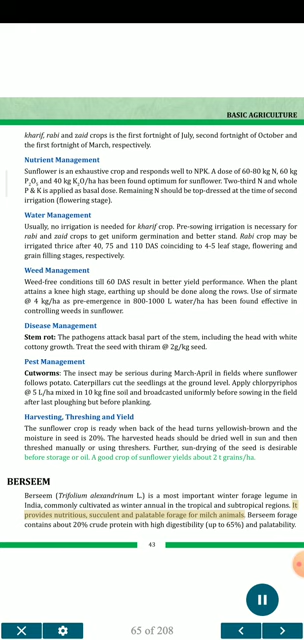 BASIC AGRICULTURE
kharif, rabi and zaid crops is the first fortnight of July, second fortnight of October and
the first fortnight of March, respectively.
Nutrient Management
Sunflower is an exhaustive crop and responds well to NPK. A dose of 60-80 kg N, 60 kg
P₂O₅ and 40 kg K₂O/ha has been found optimum for sunflower. Two-third N and whole
P & K is applied as basal dose. Remaining N should be top-dressed at the time of second
irrigation (flowering stage).
Water Management
Usually, no irrigation is needed for kharif crop. Pre-sowing irrigation is necessary for
rabi and zaid crops to get uniform germination and better stand. Rabi crop may be
irrigated thrice after 40, 75 and 110 DAS coinciding to 4-5 leaf stage, flowering and
grain filling stages, respectively.
Weed Management
Weed-free conditions till 60 DAS result in better yield performance. When the plant
attains a knee high stage, earthing up should be done along the rows. Use of sirmate
@ 4 kg/ha as pre-emergence in 800-1000 L water/ha has been found effective in
controlling weeds in sunflower.
Disease Management
Stem rot: The pathogens attack basal part of the stem, including the head with white
cottony growth. Treat the seed with thiram @ 2g/kg seed.
Pest Management
Cutworms: The insect may be serious during March-April in fields where sunflower
follows potato. Caterpillars cut the seedlings at the ground level. Apply chlorpyriphos
@ 5 L/ha mixed in 10 kg fine soil and broadcasted uniformly before sowing in the field
after last ploughing but before planking.
Harvesting, Threshing and Yield
The sunflower crop is ready when back of the head turns yellowish-brown and the
moisture in seed is 20%. The harvested heads should be dried well in sun and then
threshed manually or using threshers. Further, sun-drying of the seed is desirable
before storage or oil. A good crop of sunflower yields about 2 t grains/ha.
BERSEEM
Berseem (Trifolium alexandrinum L.) is a most important winter forage legume in
India, commonly cultivated as winter annual in the tropical and subtropical regions. It
provides nutritious, succulent and palatable forage for milch animals. Berseem forage
contains about 20% crude protein with high digestibility (up to 65%) and palatability.
43
65 of 208